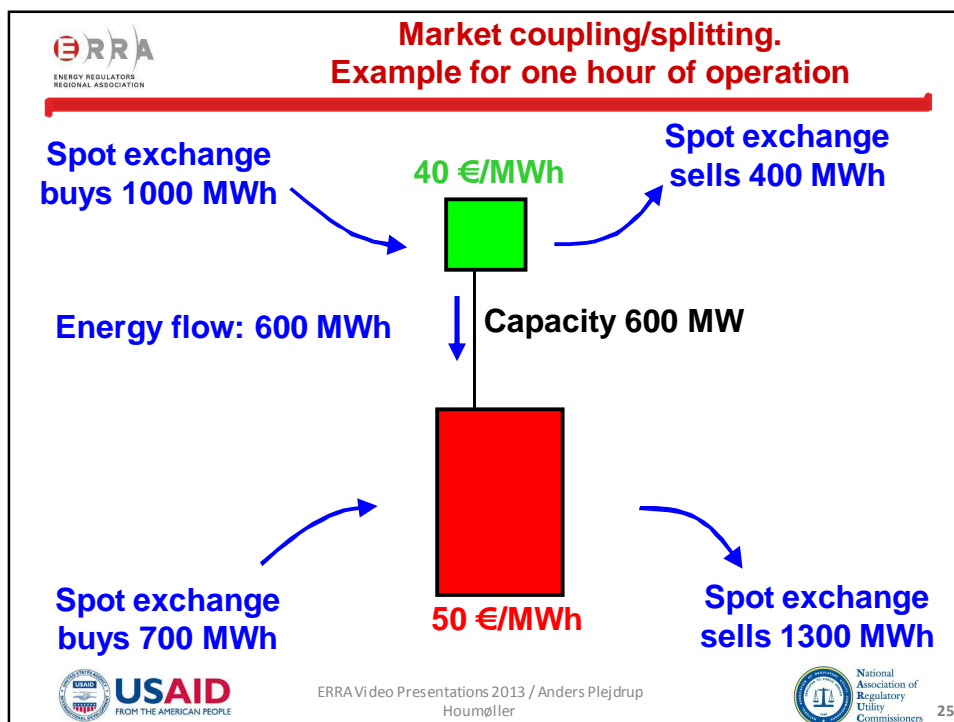 ERRA
ENERGY REGULATORS
REGIONAL ASSOCIATION
Market coupling/splitting.
Example for one hour of operation
Spot exchange
buys 1000 MWh
40 €/MWh
Spot exchange
sells 400 MWh
Energy flow: 600 MWh
Capacity 600 MW
Spot exchange
buys 700 MWh
50 €/MWh
Spot exchange
sells 1300 MWh
USAID
FROM THE AMERICAN PEOPLE
ERRA Video Presentations 2013 / Anders Plejdrup
Houmøller
National
Association of
Regulatory
Utility
Commissioners
25